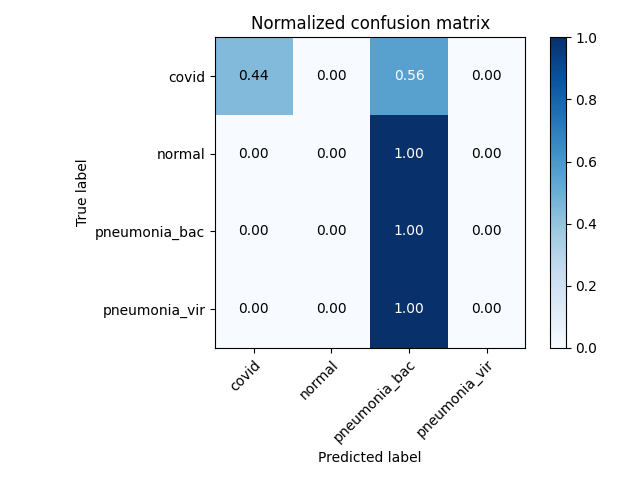 Normalized confusion matrix
True label
covid 0.44 0.00 0.56 0.00
normal 0.00 0.00 1.00 0.00
pneumonia_bac 0.00 0.00 1.00 0.00
pneumonia_vir 0.00 0.00 1.00 0.00
covid normal pneumonia_bac pneumonia_vir
Predicted label
1.0
0.8
0.6
0.4
0.2
0.0